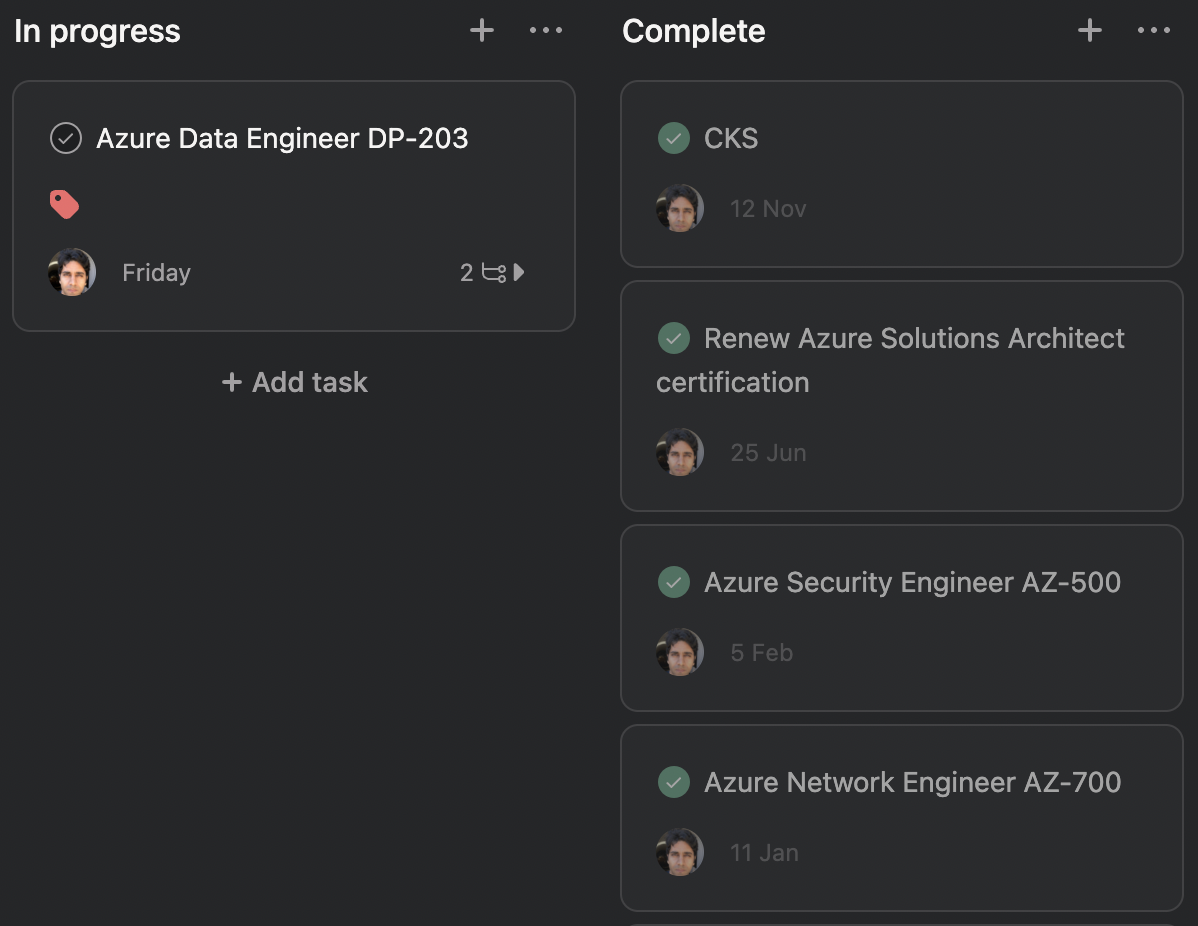 In progress
Azure Data Engineer DP-203
Friday
2
+ Add task
Complete
CKS
12 Nov
Renew Azure Solutions Architect
certification
25 Jun
Azure Security Engineer AZ-500
5 Feb
Azure Network Engineer AZ-700
11 Jan